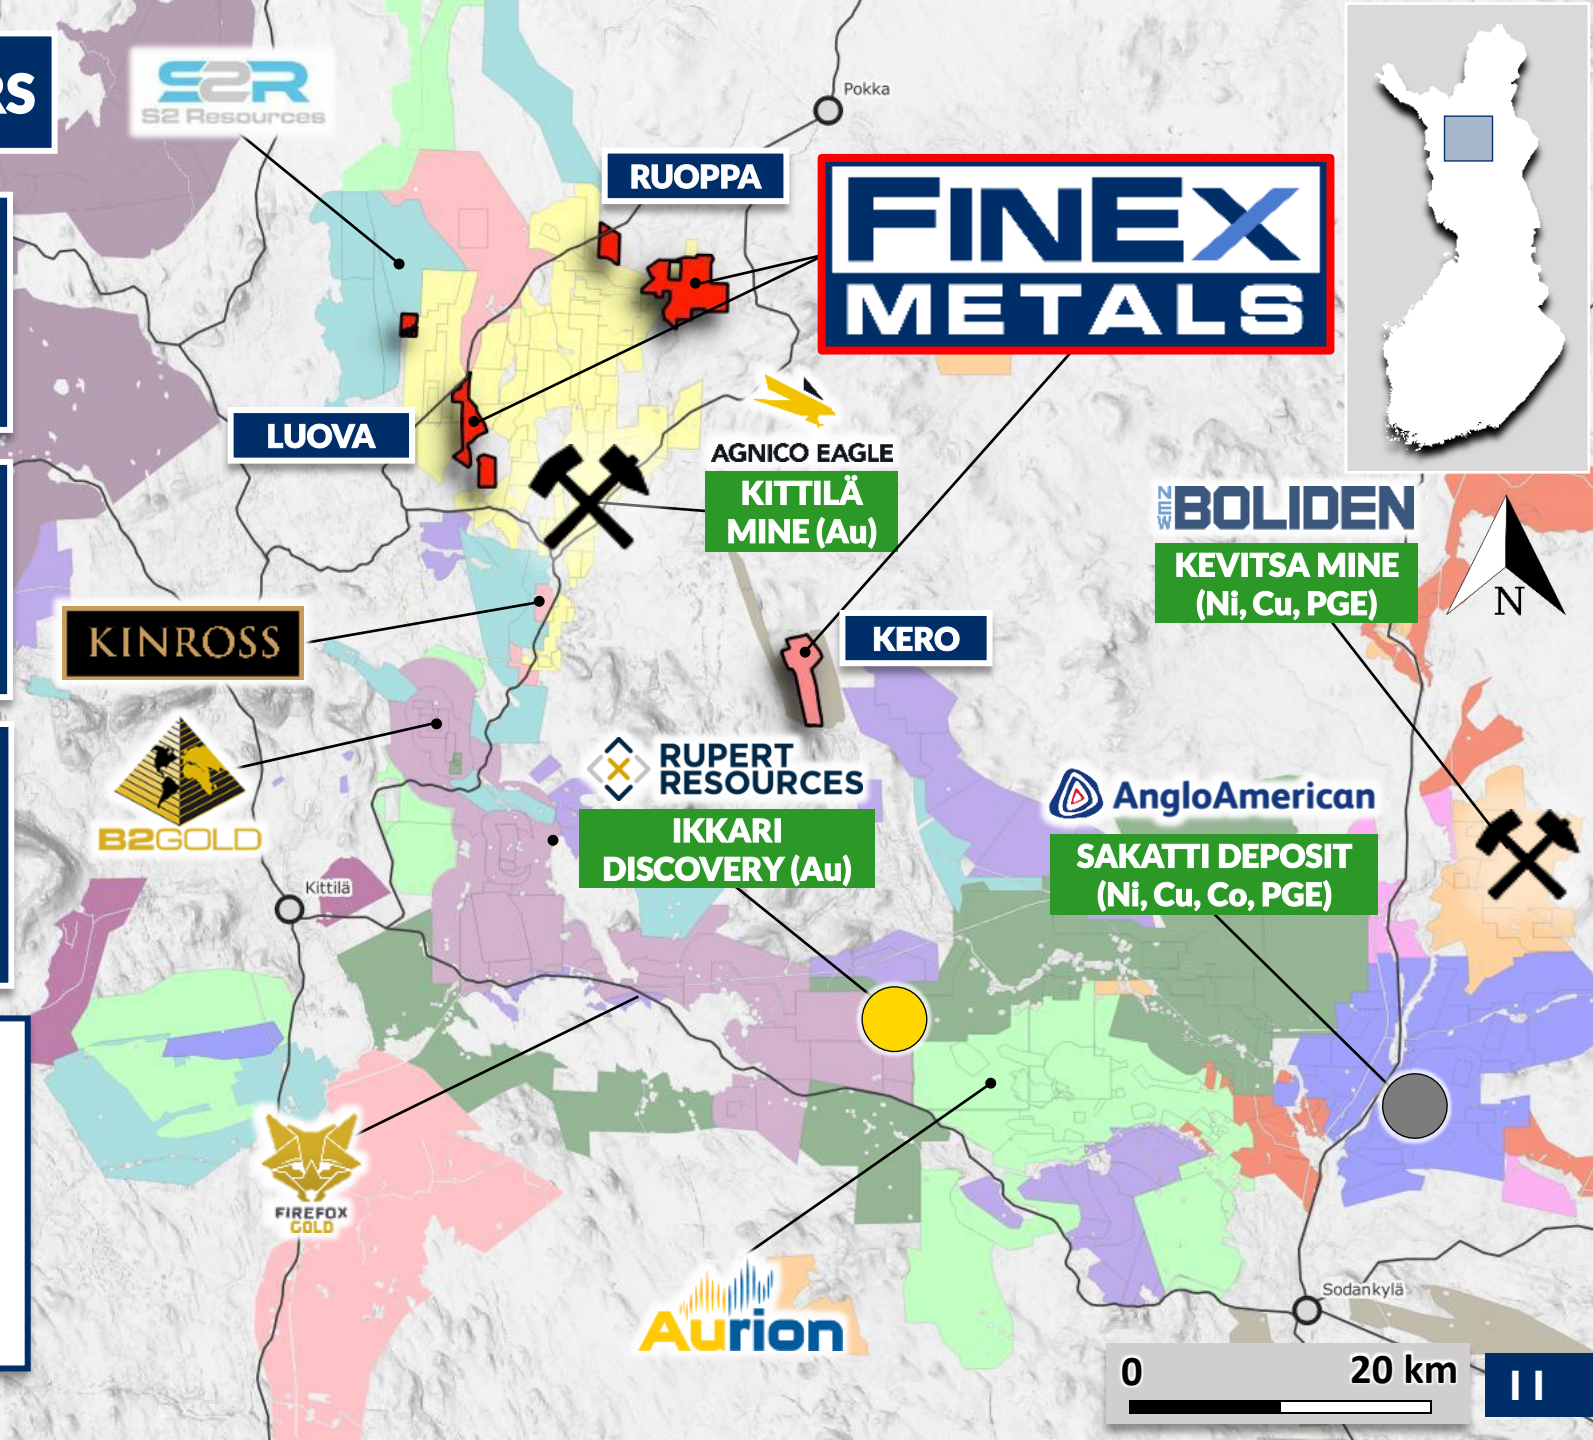 RS
S2R
S2 Resources
Pokka
RUOPPA
FINEX
METALS
LUOVA
AGNICO EAGLE
KITTILÄ
MINE (Au)
NEW BOLIDEN
KEVITSA MINE
(Ni, Cu, PGE)
N
KINROSS
KERO
B2GOLD
RUPERT
RESOURCES
IKKARI
DISCOVERY (Au)
AngloAmerican
SAKATTI DEPOSIT
(Ni, Cu, Co, PGE)
Kittilä
FIREFOX
GOLD
Aurion
Sodankylä
0 20 km
11